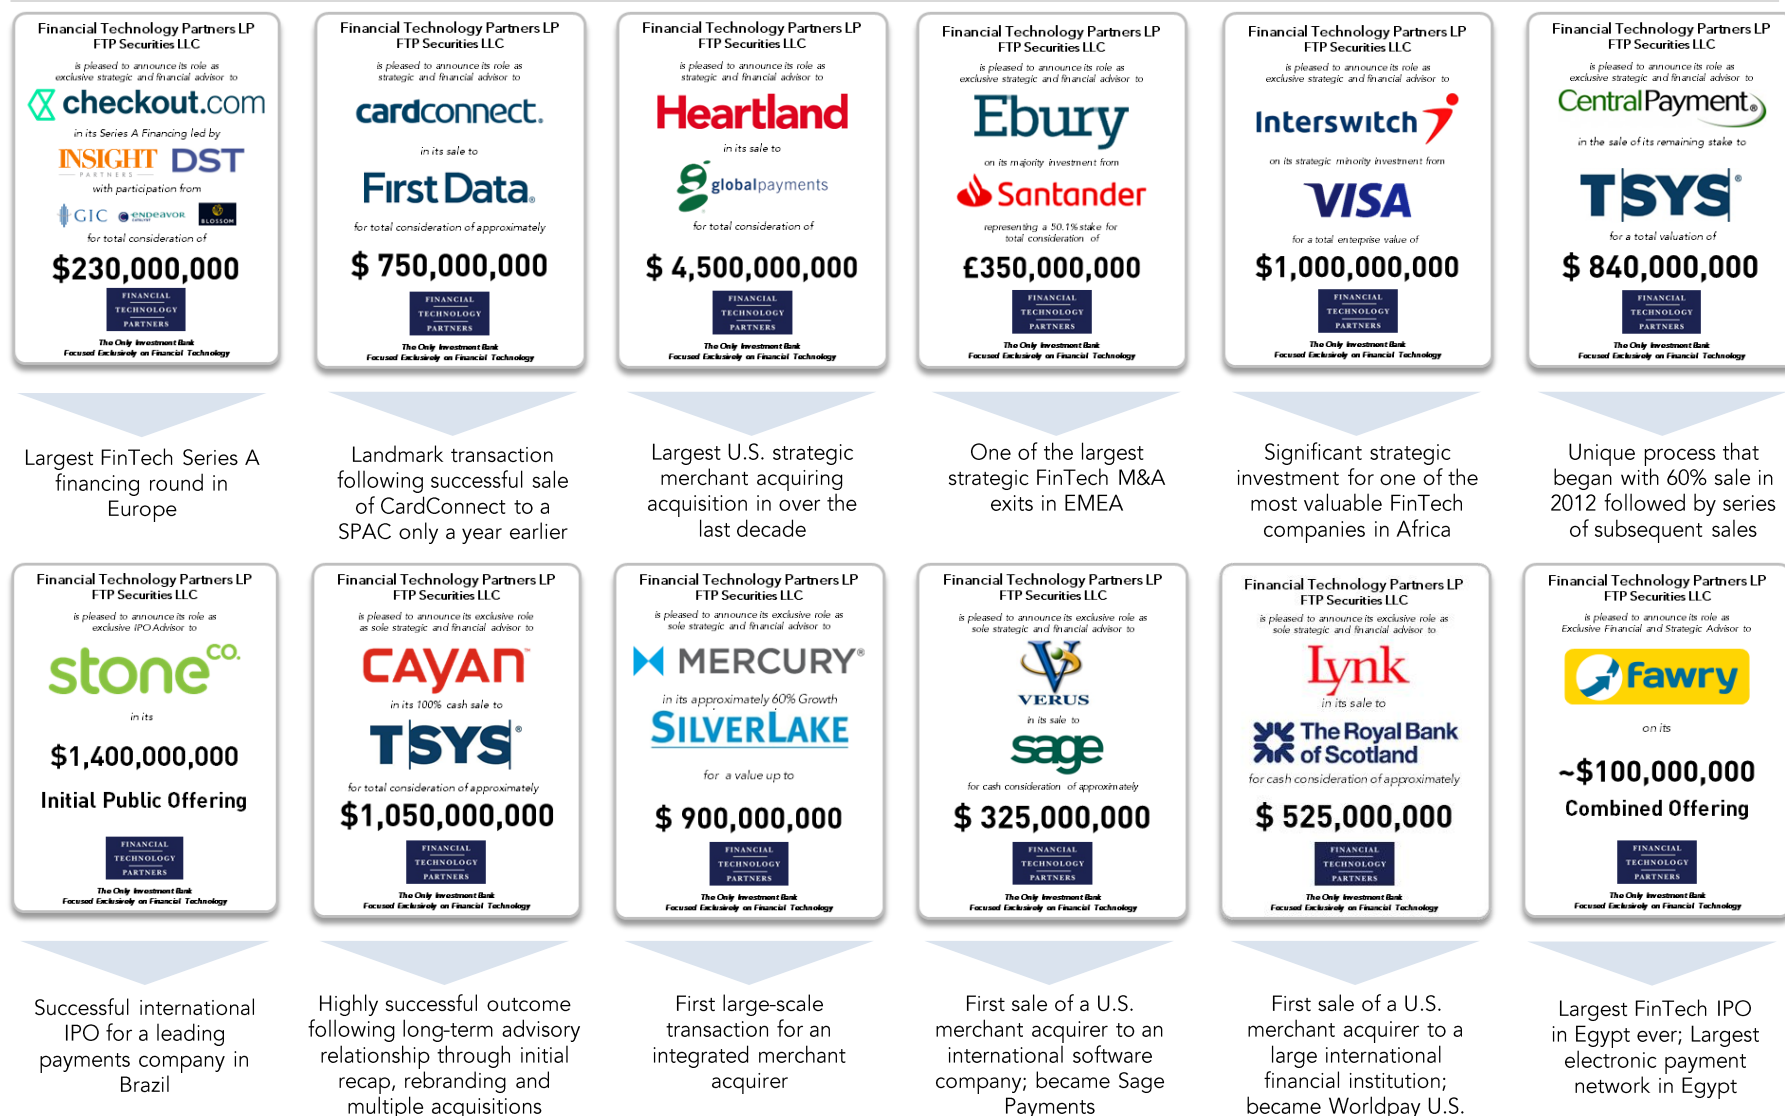 Financial Technology Partners LP
FTP Securities LLC
is pleased to announce its role as
exclusive strategic and financial advisor to
checkout.com
in its Series A Financing led by
INSIGHT
PARTNERS
DST
with participation from
GIC
ENDEAVOR
CATALYST
BLOSSOM
for total consideration of
$230,000,000
FINANCIAL
TECHNOLOGY
PARTNERS
The Only Investment Bank
Focused Exclusively on Financial Technology
Largest FinTech Series A
financing round in
Europe
Financial Technology Partners LP
FTP Securities LLC
is pleased to announce its role as
strategic and financial advisor to
cardconnect.
in its sale to
First Data®
for total consideration of approximately
$ 750,000,000
FINANCIAL
TECHNOLOGY
PARTNERS
The Only Investment Bank
Focused Exclusively on Financial Technology
Landmark transaction
following successful sale
of CardConnect to a
SPAC only a year earlier
Financial Technology Partners LP
FTP Securities LLC
is pleased to announce its role as
strategic and financial advisor to
Heartland
in its sale to
globalpayments
for total consideration of
$ 4,500,000,000
FINANCIAL
TECHNOLOGY
PARTNERS
The Only Investment Bank
Focused Exclusively on Financial Technology
Largest U.S. strategic
merchant acquiring
acquisition in over the
last decade
Financial Technology Partners LP
FTP Securities LLC
is pleased to announce its role as
exclusive strategic and financial advisor to
Ebury
on its majority investment from
Santander
representing a 50.1% stake for
total consideration of
£350,000,000
FINANCIAL
TECHNOLOGY
PARTNERS
The Only Investment Bank
Focused Exclusively on Financial Technology
One of the largest
strategic FinTech M&A
exits in EMEA
Financial Technology Partners LP
FTP Securities LLC
is pleased to announce its role as
exclusive strategic and financial advisor to
Interswitch
on its strategic minority investment from
VISA
for a total enterprise value of
$1,000,000,000
FINANCIAL
TECHNOLOGY
PARTNERS
The Only Investment Bank
Focused Exclusively on Financial Technology
Significant strategic
investment for one of the
most valuable FinTech
companies in Africa
Financial Technology Partners LP
FTP Securities LLC
is pleased to announce its role as
exclusive strategic and financial advisor to
CentralPayment®
in the sale of its remaining stake to
TSYS®
for a total valuation of
$ 840,000,000
FINANCIAL
TECHNOLOGY
PARTNERS
The Only Investment Bank
Focused Exclusively on Financial Technology
Unique process that
began with 60% sale in
2012 followed by series
of subsequent sales
Financial Technology Partners LP
FTP Securities LLC
is pleased to announce its role as
exclusive IPO Advisor to
stone co.
in its
$1,400,000,000
Initial Public Offering
FINANCIAL
TECHNOLOGY
PARTNERS
The Only Investment Bank
Focused Exclusively on Financial Technology
Successful international
IPO for a leading
payments company in
Brazil
Financial Technology Partners LP
FTP Securities LLC
is pleased to announce its exclusive role
as sole strategic and financial advisor to
CAYAN™
in its 100% cash sale to
TSYS®
for total consideration of approximately
$1,050,000,000
FINANCIAL
TECHNOLOGY
PARTNERS
The Only Investment Bank
Focused Exclusively on Financial Technology
Highly successful outcome
following long-term advisory
relationship through initial
recap, rebranding and
multiple acquisitions
Financial Technology Partners LP
FTP Securities LLC
is pleased to announce its exclusive role as
sole strategic and financial advisor to
MERCURY®
in its approximately 60% Growth
SILVERLAKE
for a value up to
$ 900,000,000
FINANCIAL
TECHNOLOGY
PARTNERS
The Only Investment Bank
Focused Exclusively on Financial Technology
First large-scale
transaction for an
integrated merchant
acquirer
Financial Technology Partners LP
FTP Securities LLC
is pleased to announce its exclusive role as
sole strategic and financial advisor to
VERUS
in its sale to
sage
for cash consideration of approximately
$ 325,000,000
FINANCIAL
TECHNOLOGY
PARTNERS
The Only Investment Bank
Focused Exclusively on Financial Technology
First sale of a U.S.
merchant acquirer to an
international software
company; became Sage
Payments
Financial Technology Partners LP
FTP Securities LLC
is pleased to announce its exclusive role as
sole strategic and financial advisor to
Lynk
in its sale to
The Royal Bank
of Scotland
for cash consideration of approximately
$ 525,000,000
FINANCIAL
TECHNOLOGY
PARTNERS
The Only Investment Bank
Focused Exclusively on Financial Technology
First sale of a U.S.
merchant acquirer to a
large international
financial institution;
became Worldpay U.S.
Financial Technology Partners LP
FTP Securities LLC
is pleased to announce its role as
Exclusive Financial and Strategic Advisor to
fawry
on its
~$100,000,000
Combined Offering
FINANCIAL
TECHNOLOGY
PARTNERS
The Only Investment Bank
Focused Exclusively on Financial Technology
Largest FinTech IPO
in Egypt ever; Largest
electronic payment
network in Egypt